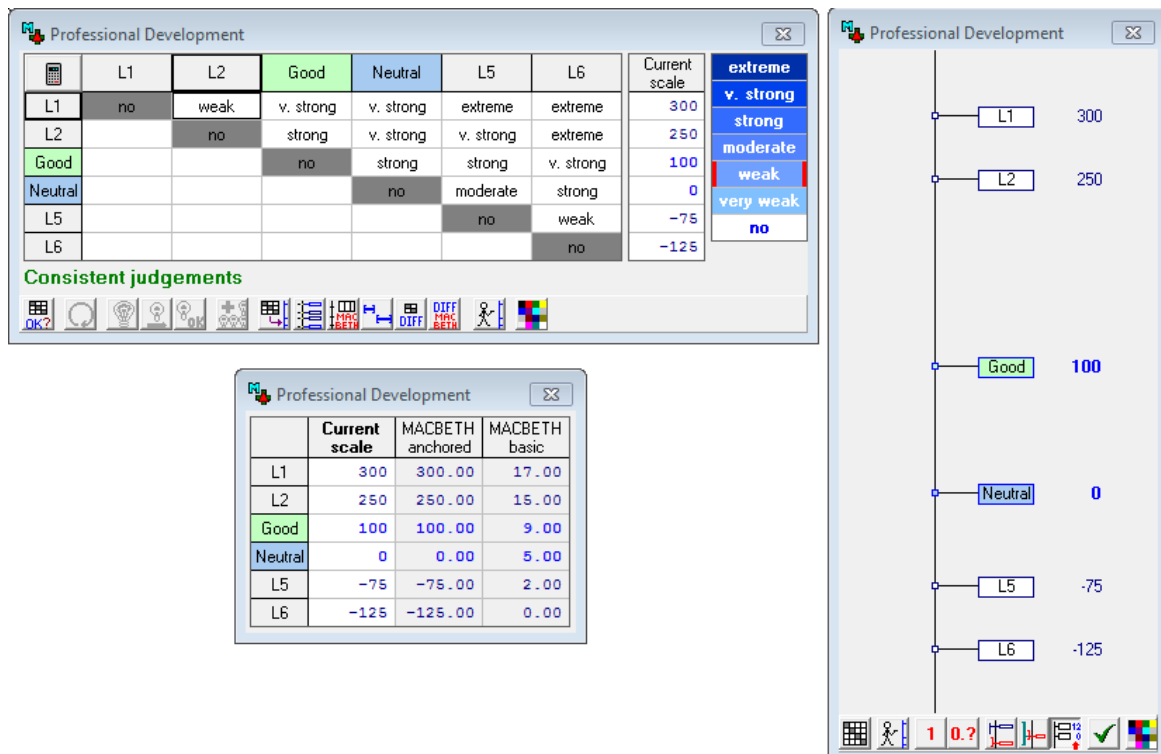 Professional Development
L1 L2 Good Neutral L5 L6 Current scale
L1 no weak v. strong v. strong extreme extreme 300
L2 no strong v. strong v. strong extreme 250
Good no strong strong v. strong 100
Neutral no moderate strong 0
L5 no weak -75
L6 no -125
extreme
v. strong
strong
moderate
weak
very weak
no
Consistent judgements
OK? OK MAC BETH DIFF DIFF MAC BETH
Professional Development
Current scale MACBETH anchored MACBETH basic
L1 300 300.00 17.00
L2 250 250.00 15.00
Good 100 100.00 9.00
Neutral 0 0.00 5.00
L5 -75 -75.00 2.00
L6 -125 -125.00 0.00
Professional Development
L1 300
L2 250
Good 100
Neutral 0
L5 -75
L6 -125
1 0.?